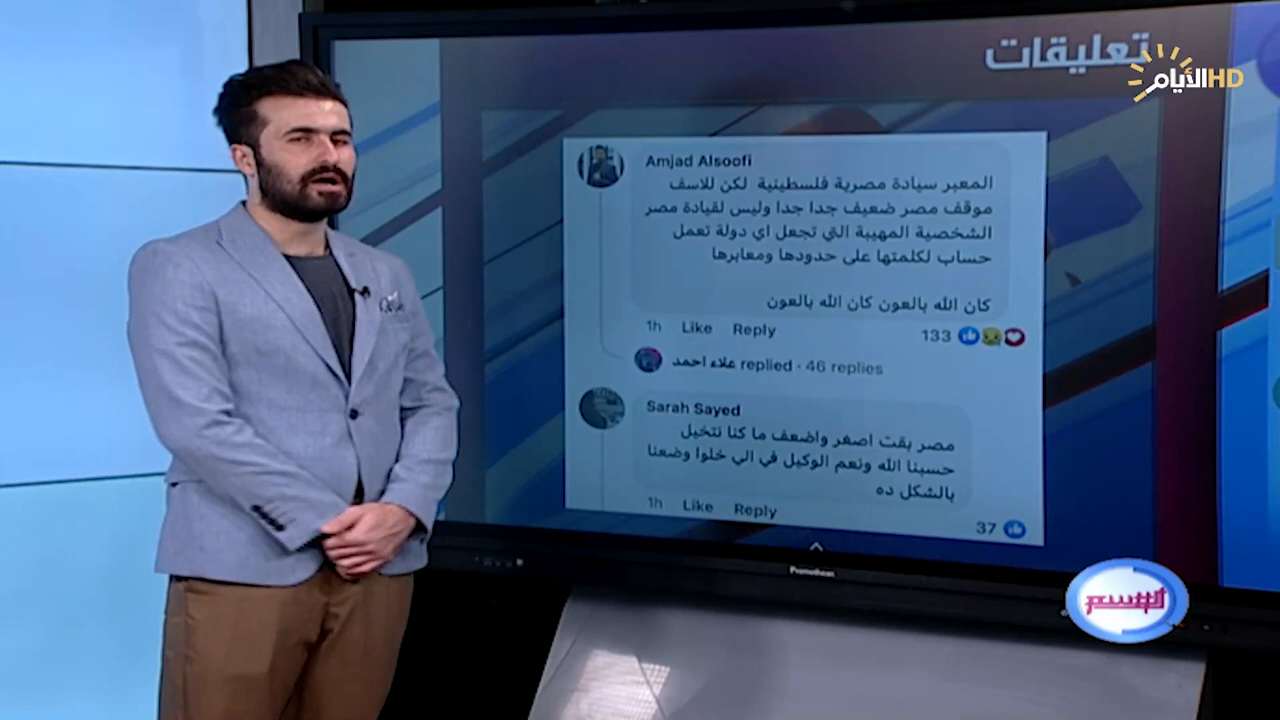 تعليقات
الأيام HD
Amjad Alsoofi
المعبر سيادة مصرية فلسطينية لكن للاسف
موقف مصر ضعيف جدا جدا وليس لقيادة مصر
الشخصية المهيبة التي تجعل اي دولة تعمل
حساب لكلمتها على حدودها ومعابرها
كان الله بالعون كان الله بالعون
1h Like Reply 133
علاء احمد replied · 46 replies
Sarah Sayed
مصر بقت اصغر واضعف ما كنا نتخيل
حسبنا الله ونعم الوكيل في الي خلوا وضعنا
بالشكل ده
1h Like Reply
37
Promethean